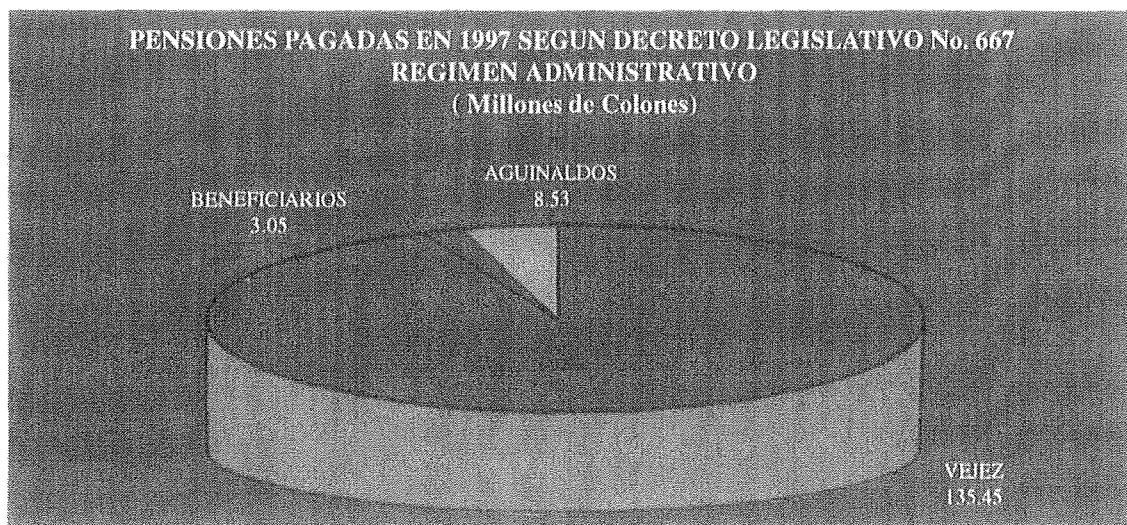 PENSIONES PAGADAS EN 1997 SEGUN DECRETO LEGISLATIVO No. 667
REGIMEN ADMINISTRATIVO
( Millones de Colones)
AGUINALDOS
8.53
BENEFICIARIOS
3.05
VEJEZ
135.45